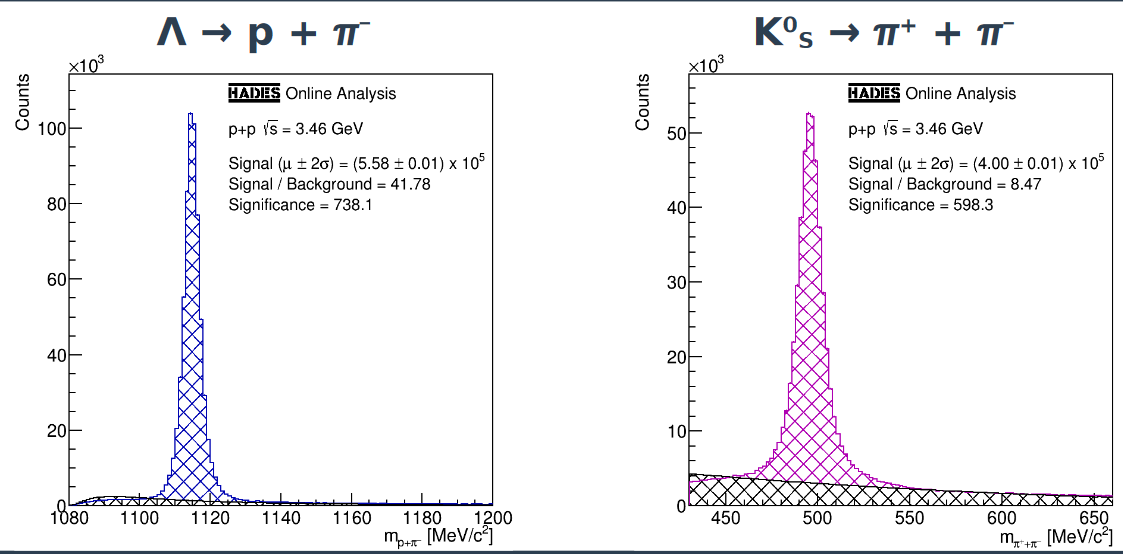 Λ → p + π⁻
×10³
Counts
HADES Online Analysis
p+p √s = 3.46 GeV
Signal (μ ± 2σ) = (5.58 ± 0.01) x 10⁵
Signal / Background = 41.78
Significance = 738.1
100
80
60
40
20
0
1080 1100 1120 1140 1160 1180 1200
m_{p+π⁻} [MeV/c²]
K⁰ₛ → π⁺ + π⁻
×10³
Counts
HADES Online Analysis
p+p √s = 3.46 GeV
Signal (μ ± 2σ) = (4.00 ± 0.01) x 10⁵
Signal / Background = 8.47
Significance = 598.3
50
40
30
20
10
0
450 500 550 600 650
m_{π⁺+π⁻} [MeV/c²]